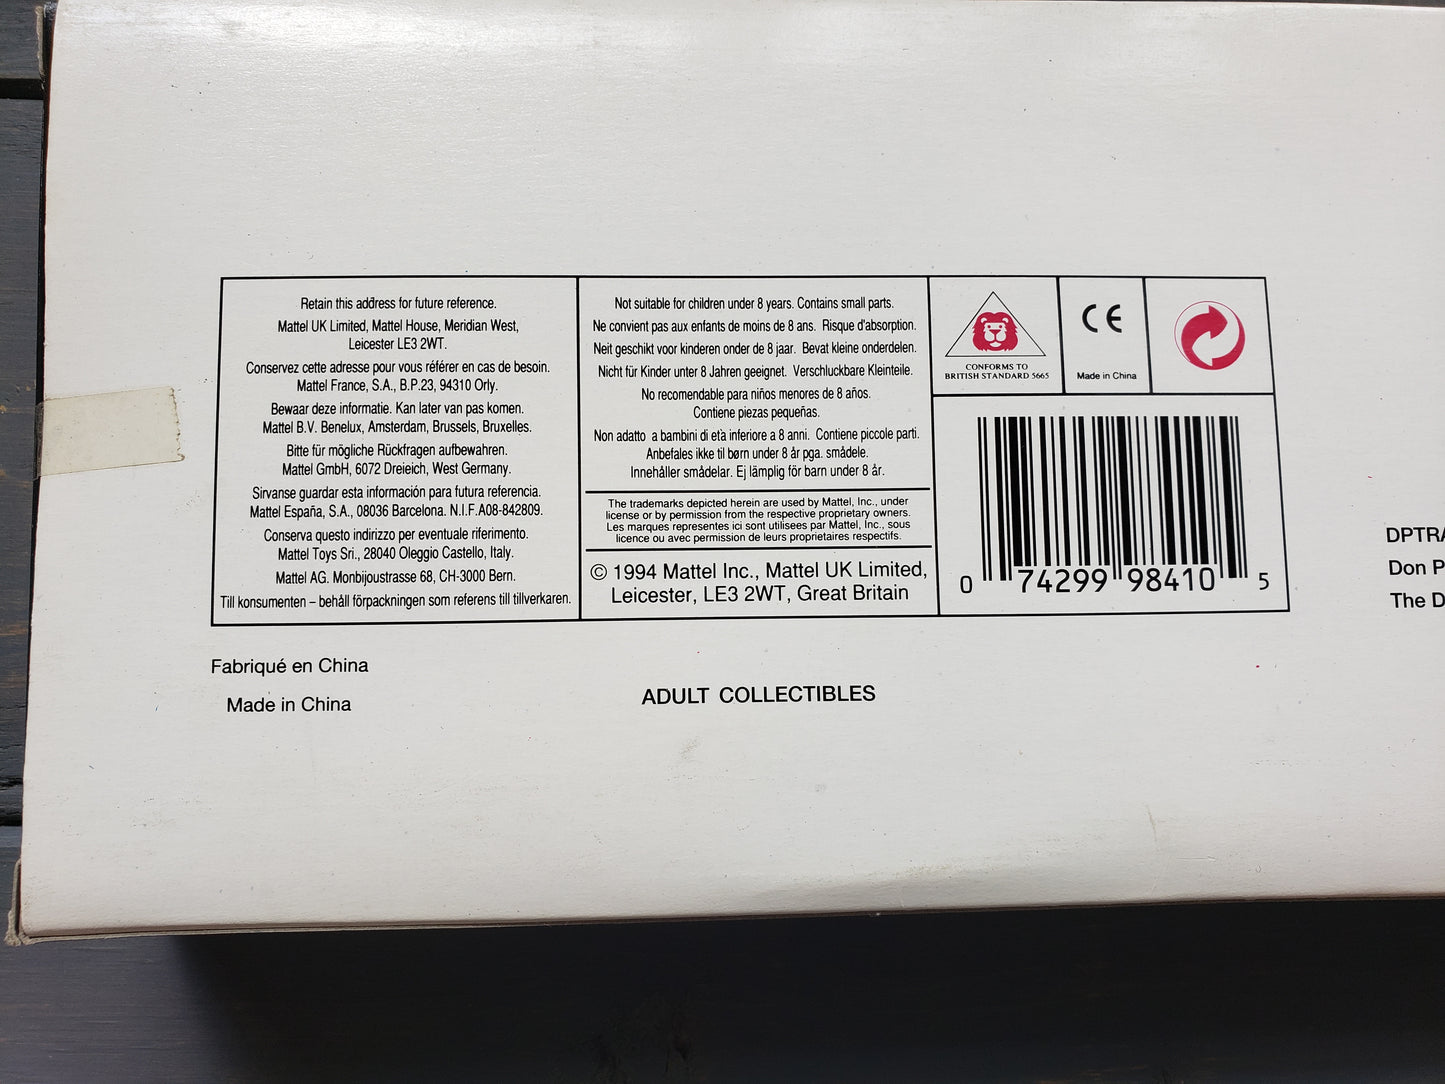 Retain this address for future reference.
Mattel UK Limited, Mattel House, Meridian West,
Leicester LE3 2WT.
Conservez cette adresse pour vous référer en cas de besoin.
Mattel France, S.A., B.P.23, 94310 Orly.
Bewaar deze informatie. Kan later van pas komen.
Mattel B.V. Benelux, Amsterdam, Brussels, Bruxelles.
Bitte für mögliche Rückfragen aufbewahren.
Mattel GmbH, 6072 Dreieich, West Germany.
Sirvanse guardar esta información para futura referencia.
Mattel España, S.A., 08036 Barcelona. N.I.F.A08-842809.
Conserva questo indirizzo per eventuale riferimento.
Mattel Toys Sri., 28040 Oleggio Castello, Italy.
Mattel AG. Monbijoustrasse 68, CH-3000 Bern.
Till konsumenten – behåll förpackningen som referens till tillverkaren.
Not suitable for children under 8 years. Contains small parts.
Ne convient pas aux enfants de moins de 8 ans. Risque d'absorption.
Neit geschikt voor kinderen onder de 8 jaar. Bevat kleine onderdelen.
Nicht für Kinder unter 8 Jahren geeignet. Verschluckbare Kleinteile.
No recomendable para niños menores de 8 años.
Contiene piezas pequeñas.
Non adatto a bambini di età inferiore a 8 anni. Contiene piccole parti.
Anbefales ikke til børn under 8 år pga. smådele.
Innehåller smådelar. Ej lämplig för barn under 8 år.
The trademarks depicted herein are used by Mattel, Inc., under
license or by permission from the respective proprietary owners.
Les marques representes ici sont utilisees par Mattel, Inc., sous
licence ou avec permission de leurs proprietaires respectifs.
© 1994 Mattel Inc., Mattel UK Limited,
Leicester, LE3 2WT, Great Britain
CONFORMS TO
BRITISH STANDARD 5665
CE
Made in China
0 74299 98410 5
DPTRA
Don P
The D
Fabriqué en China
Made in China
ADULT COLLECTIBLES